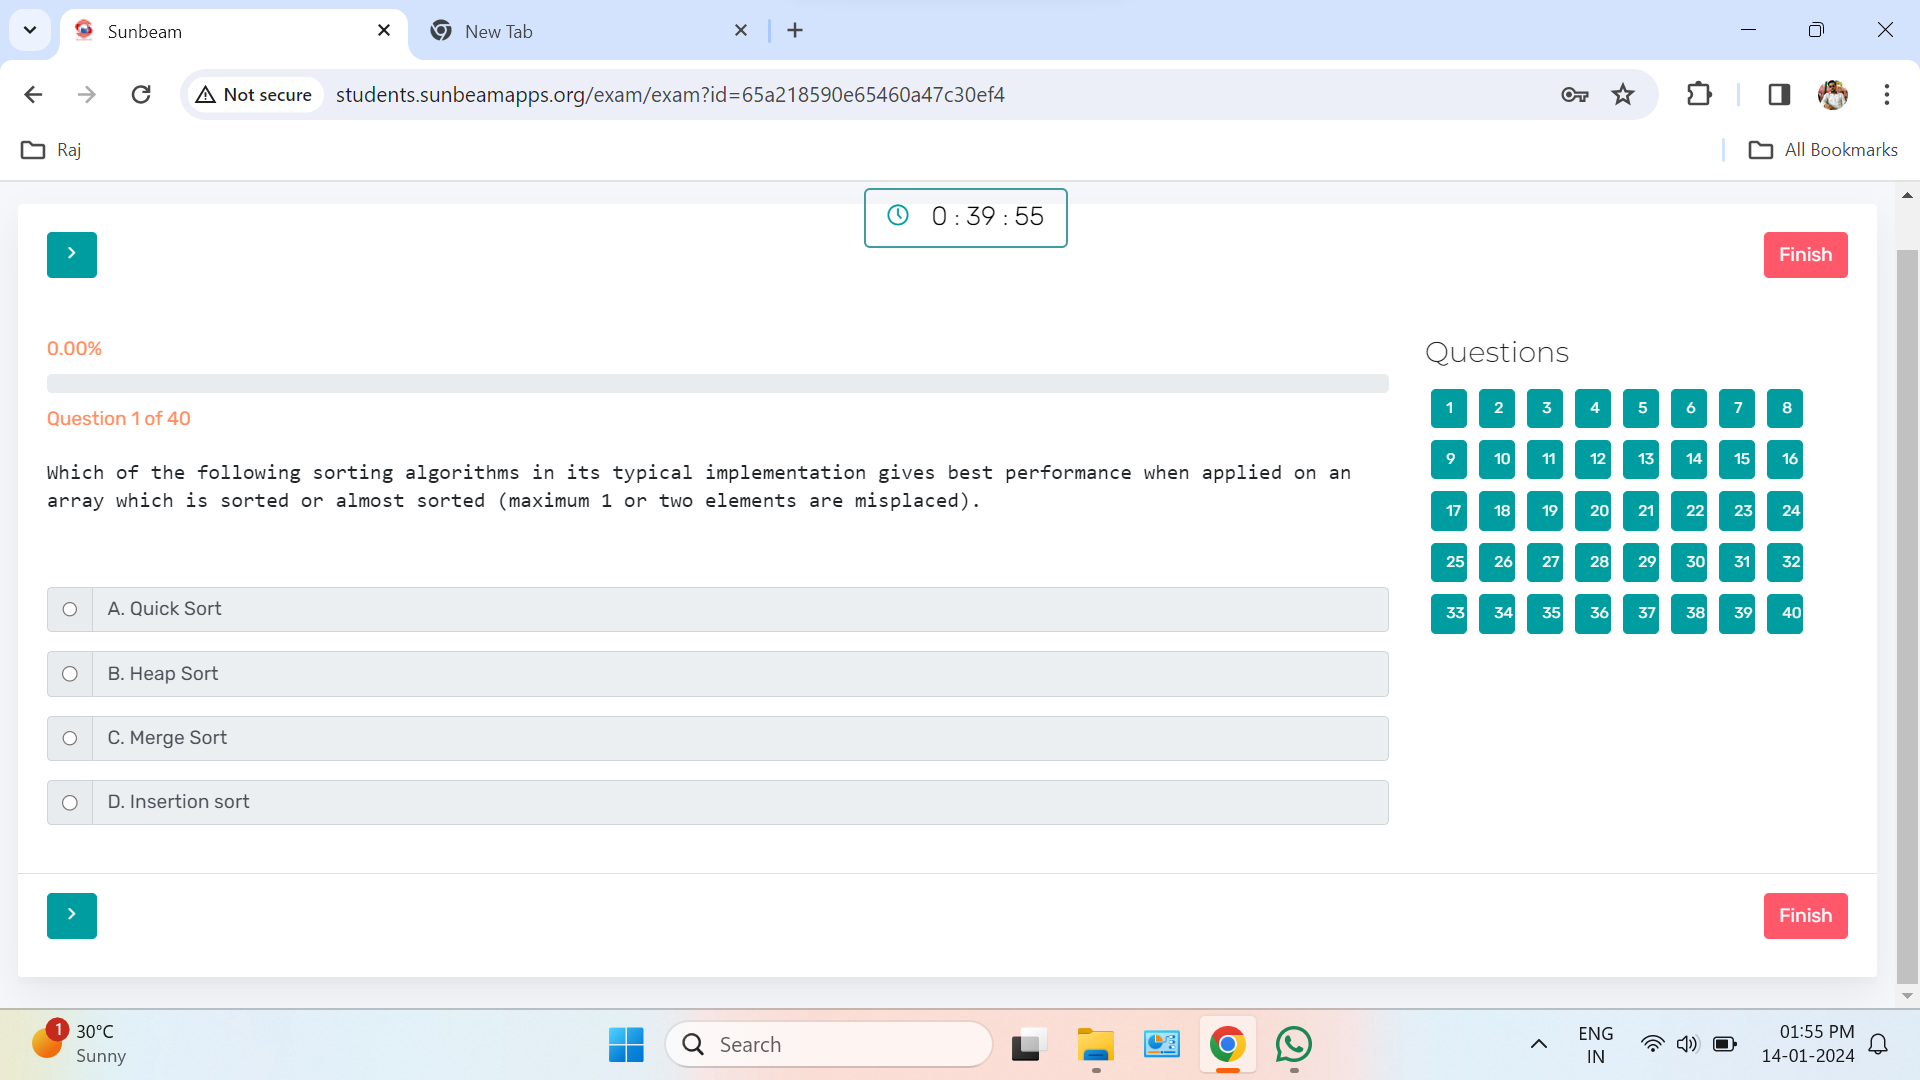 Sunbeam
New Tab
Not secure
students.sunbeamapps.org/exam/exam?id=65a218590e65460a47c30ef4
Raj
All Bookmarks
0 : 39 : 55
Finish
0.00%
Question 1 of 40
Which of the following sorting algorithms in its typical implementation gives best performance when applied on an
array which is sorted or almost sorted (maximum 1 or two elements are misplaced).
A. Quick Sort
B. Heap Sort
C. Merge Sort
D. Insertion sort
Questions
1 2 3 4 5 6 7 8
9 10 11 12 13 14 15 16
17 18 19 20 21 22 23 24
25 26 27 28 29 30 31 32
33 34 35 36 37 38 39 40
Finish
1
30°C
Sunny
Search
ENG
IN
01:55 PM
14-01-2024